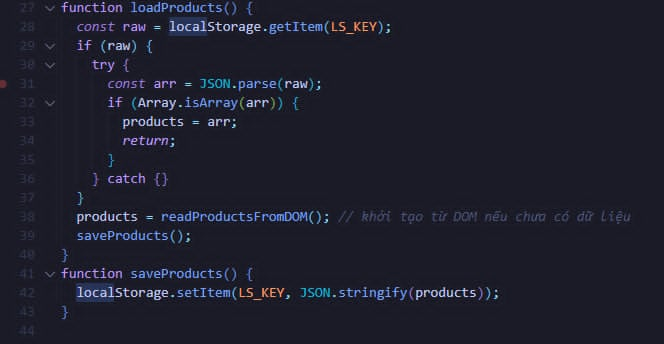 27 function loadProducts() {
28 const raw = localStorage.getItem(LS_KEY);
29 if (raw) {
30 try {
31 const arr = JSON.parse(raw);
32 if (Array.isArray(arr)) {
33 products = arr;
34 return;
35 }
36 } catch {}
37 }
38 products = readProductsFromDOM(); // khởi tạo từ DOM nếu chưa có dữ liệu
39 saveProducts();
40 }
41 function saveProducts() {
42 localStorage.setItem(LS_KEY, JSON.stringify(products));
43 }
44